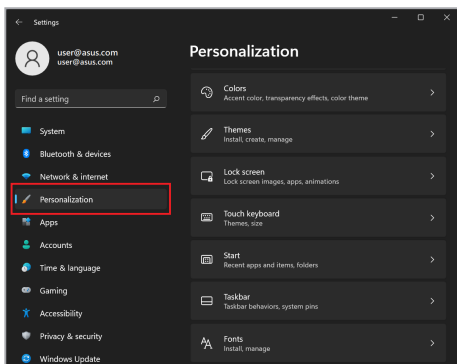 Settings
user@asus.com
user@asus.com
Find a setting
System
Bluetooth & devices
Network & internet
Personalization
Apps
Accounts
Time & language
Gaming
Accessibility
Privacy & security
Windows Update
Personalization
Colors
Accent color, transparency effects, color theme
Themes
Install, create, manage
Lock screen
Lock screen images, apps, animations
Touch keyboard
Themes, size
Start
Recent apps and items, folders
Taskbar
Taskbar behaviors, system pins
Fonts
Install, manage